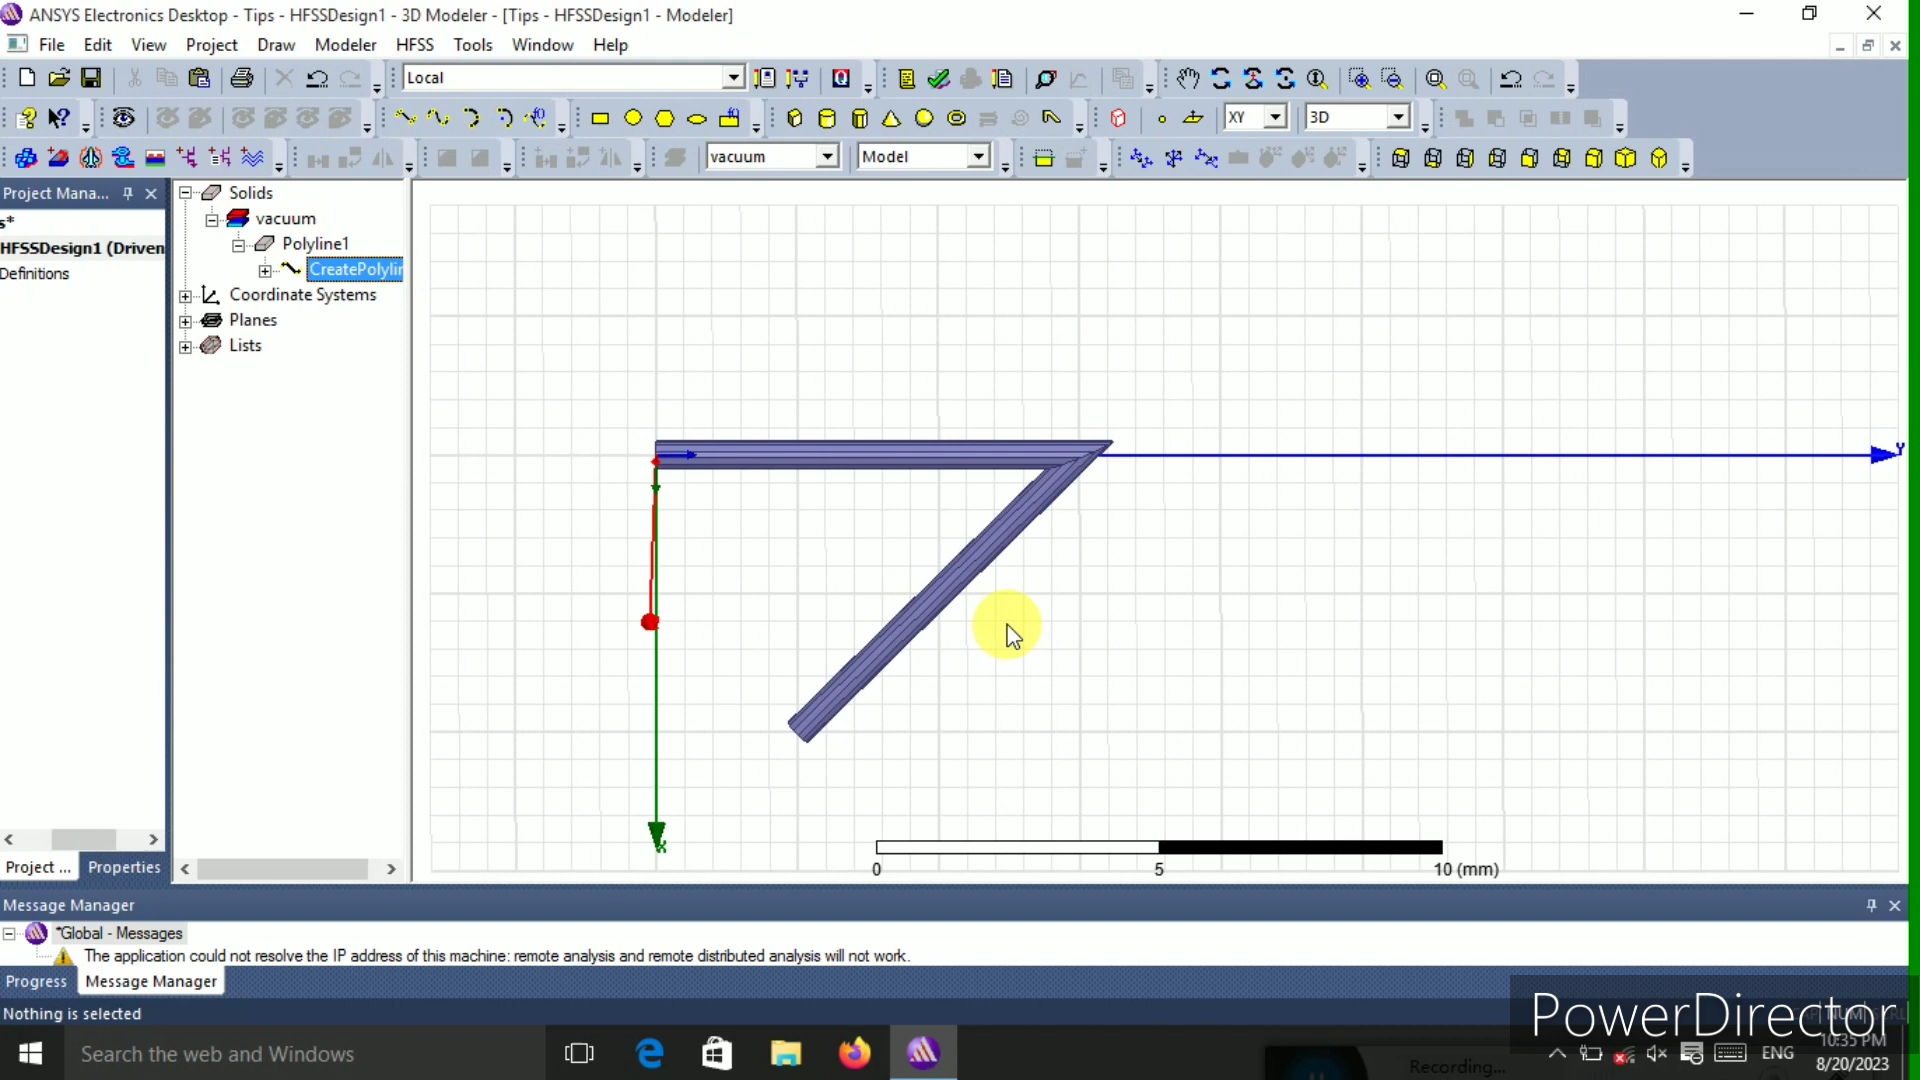 ANSYS Electronics Desktop - Tips - HFSSDesign1 - 3D Modeler - [Tips - HFSSDesign1 - Modeler]
File Edit View Project Draw Modeler HFSS Tools Window Help
Local
XY 3D
vacuum Model
Project Mana...
s*
HFSSDesign1 (Driven
Definitions
Solids
vacuum
Polyline1
CreatePolylin
Coordinate Systems
Planes
Lists
Y
X
0 5 10 (mm)
Project ... Properties
Message Manager
*Global - Messages
The application could not resolve the IP address of this machine: remote analysis and remote distributed analysis will not work.
Progress Message Manager
Nothing is selected
NUM
PowerDirector
Search the web and Windows
Recording...
ENG
10:35 PM
8/20/2023